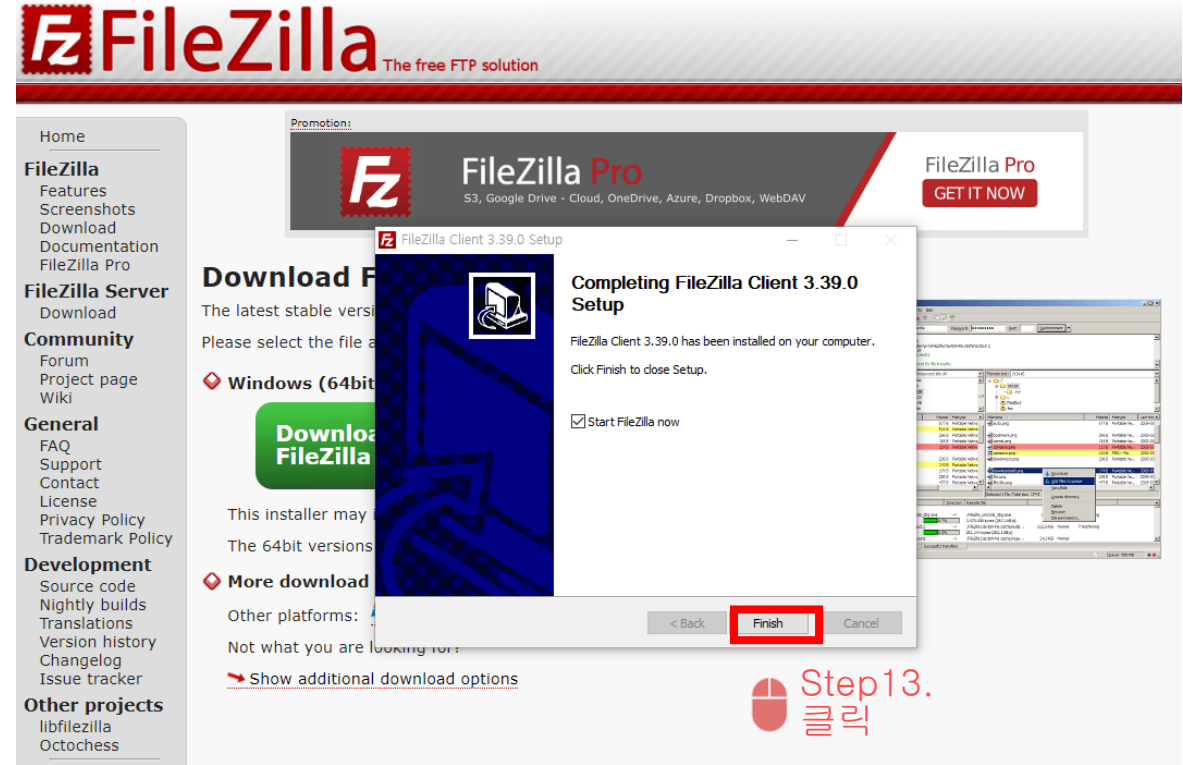 FileZilla
The free FTP solution
Home
FileZilla
Features
Screenshots
Download
Documentation
FileZilla Pro
FileZilla Server
Download
Community
Forum
Project page
Wiki
General
FAQ
Support
Contact
License
Privacy Policy
Trademark Policy
Development
Source code
Nightly builds
Translations
Version history
Changelog
Issue tracker
Other projects
libfilezilla
Octochess
Promotion:
FileZilla Pro
S3, Google Drive - Cloud, OneDrive, Azure, Dropbox, WebDAV
FileZilla Pro
GET IT NOW
Download F
The latest stable versi
Please select the file a
Windows (64bit
Downloa
FileZilla
This installer may i
The 64bit versions
More download
Other platforms:
Not what you are looking for?
Show additional download options
FileZilla Client 3.39.0 Setup
Completing FileZilla Client 3.39.0
Setup
FileZilla Client 3.39.0 has been installed on your computer.
Click Finish to close Setup.
Start FileZilla now
< Back
Finish
Cancel
Step13.
클릭